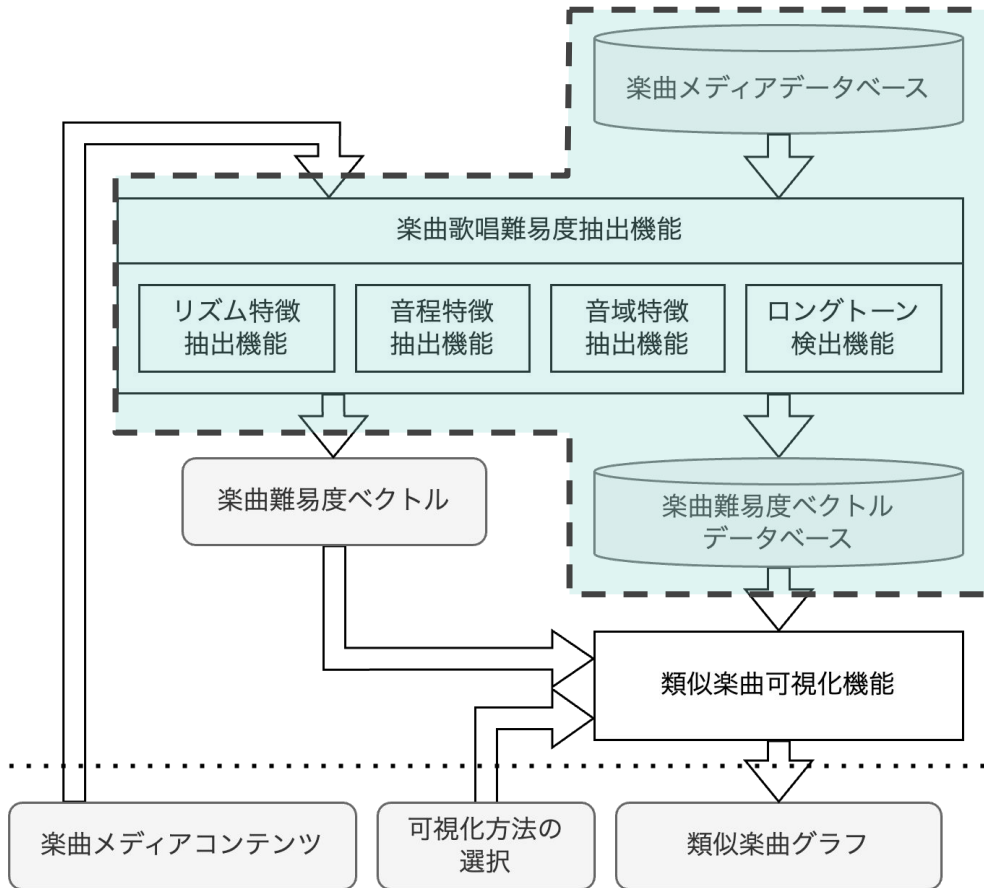 楽曲メディアデータベース
楽曲歌唱難易度抽出機能
リズム特徴
抽出機能
音程特徴
抽出機能
音域特徴
抽出機能
ロングトーン
検出機能
楽曲難易度ベクトル
楽曲難易度ベクトル
データベース
類似楽曲可視化機能
楽曲メディアコンテンツ
可視化方法の
選択
類似楽曲グラフ